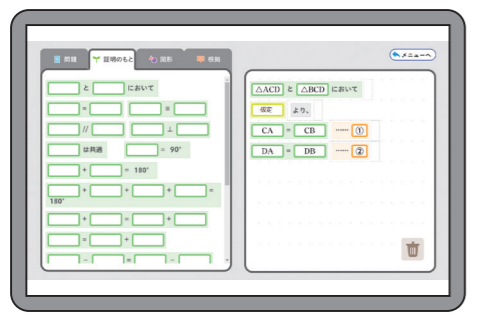 問題
証明のもと
図形
根拠
メニューへ
と において
= ≡
// ⊥
は共通 = 90°
+ = 180°
+ + + =
180°
+ = +
= +
- = -
△ACD と △BCD において
仮定 より、
CA = CB …… ①
DA = DB …… ②